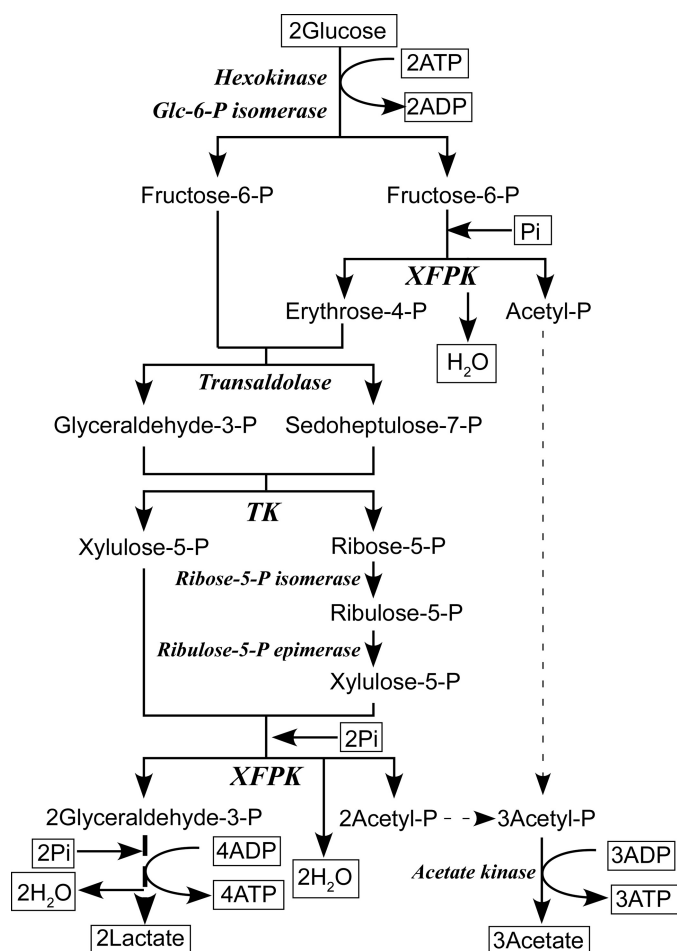 2Glucose
2ATP
Hexokinase
Glc-6-P isomerase
2ADP
Fructose-6-P
Fructose-6-P
Pi
XFPK
Erythrose-4-P
Acetyl-P
H₂O
Transaldolase
Glyceraldehyde-3-P
Sedoheptulose-7-P
TK
Xylulose-5-P
Ribose-5-P
Ribose-5-P isomerase
Ribulose-5-P
Ribulose-5-P epimerase
Xylulose-5-P
2Pi
XFPK
2Glyceraldehyde-3-P
2Acetyl-P
3Acetyl-P
2Pi
4ADP
3ADP
Acetate kinase
2H₂O
4ATP
2H₂O
3ATP
2Lactate
3Acetate